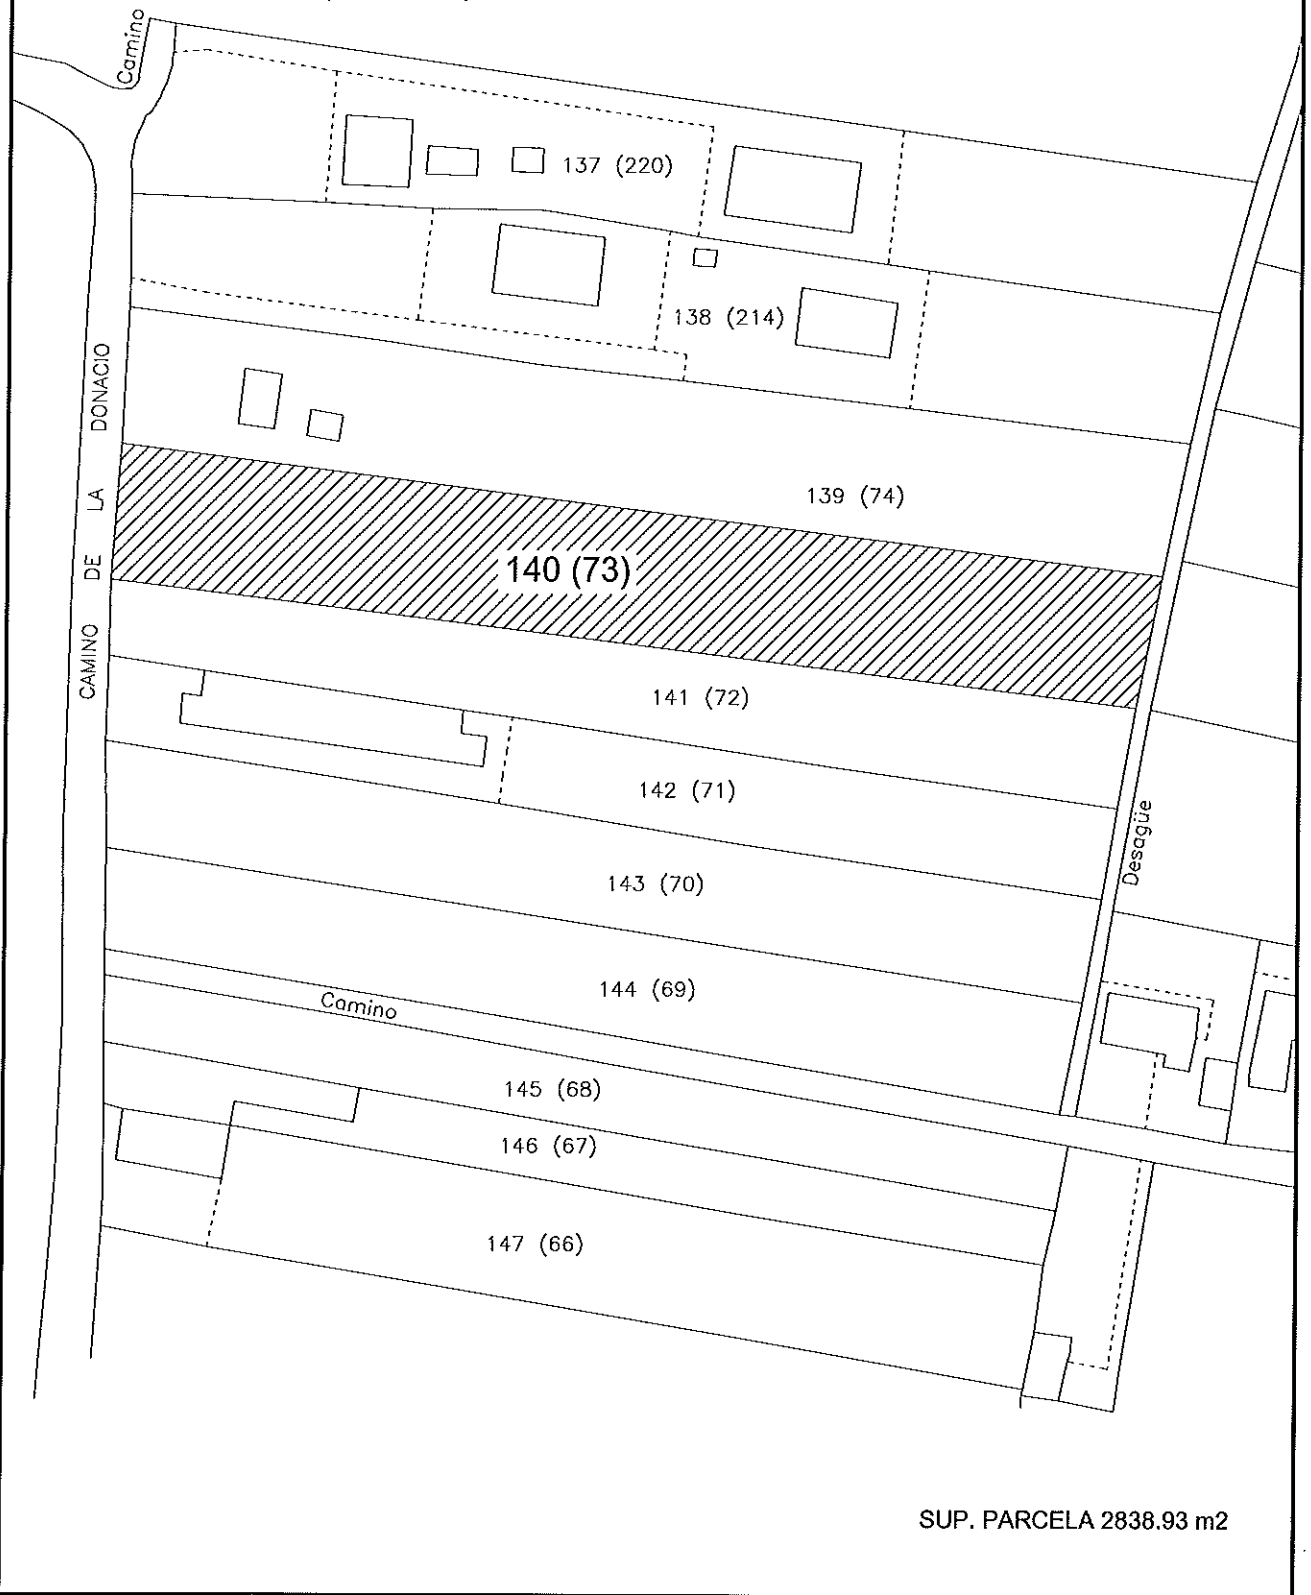 Camino
137 (220)
138 (214)
CAMINO DE LA DONACIO
139 (74)
140 (73)
141 (72)
142 (71)
Desagüe
143 (70)
144 (69)
Camino
145 (68)
146 (67)
147 (66)
SUP. PARCELA 2838.93 m2